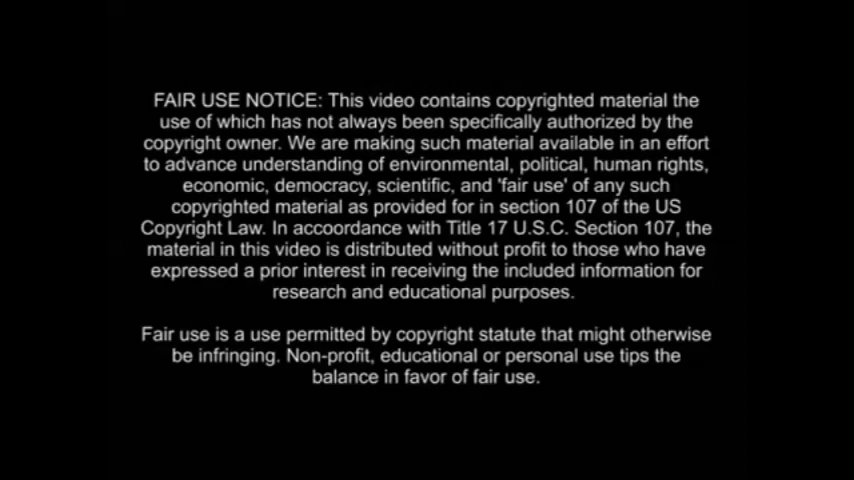 FAIR USE NOTICE: This video contains copyrighted material the
use of which has not always been specifically authorized by the
copyright owner. We are making such material available in an effort
to advance understanding of environmental, political, human rights,
economic, democracy, scientific, and 'fair use' of any such
copyrighted material as provided for in section 107 of the US
Copyright Law. In accoordance with Title 17 U.S.C. Section 107, the
material in this video is distributed without profit to those who have
expressed a prior interest in receiving the included information for
research and educational purposes.
Fair use is a use permitted by copyright statute that might otherwise
be infringing. Non-profit, educational or personal use tips the
balance in favor of fair use.